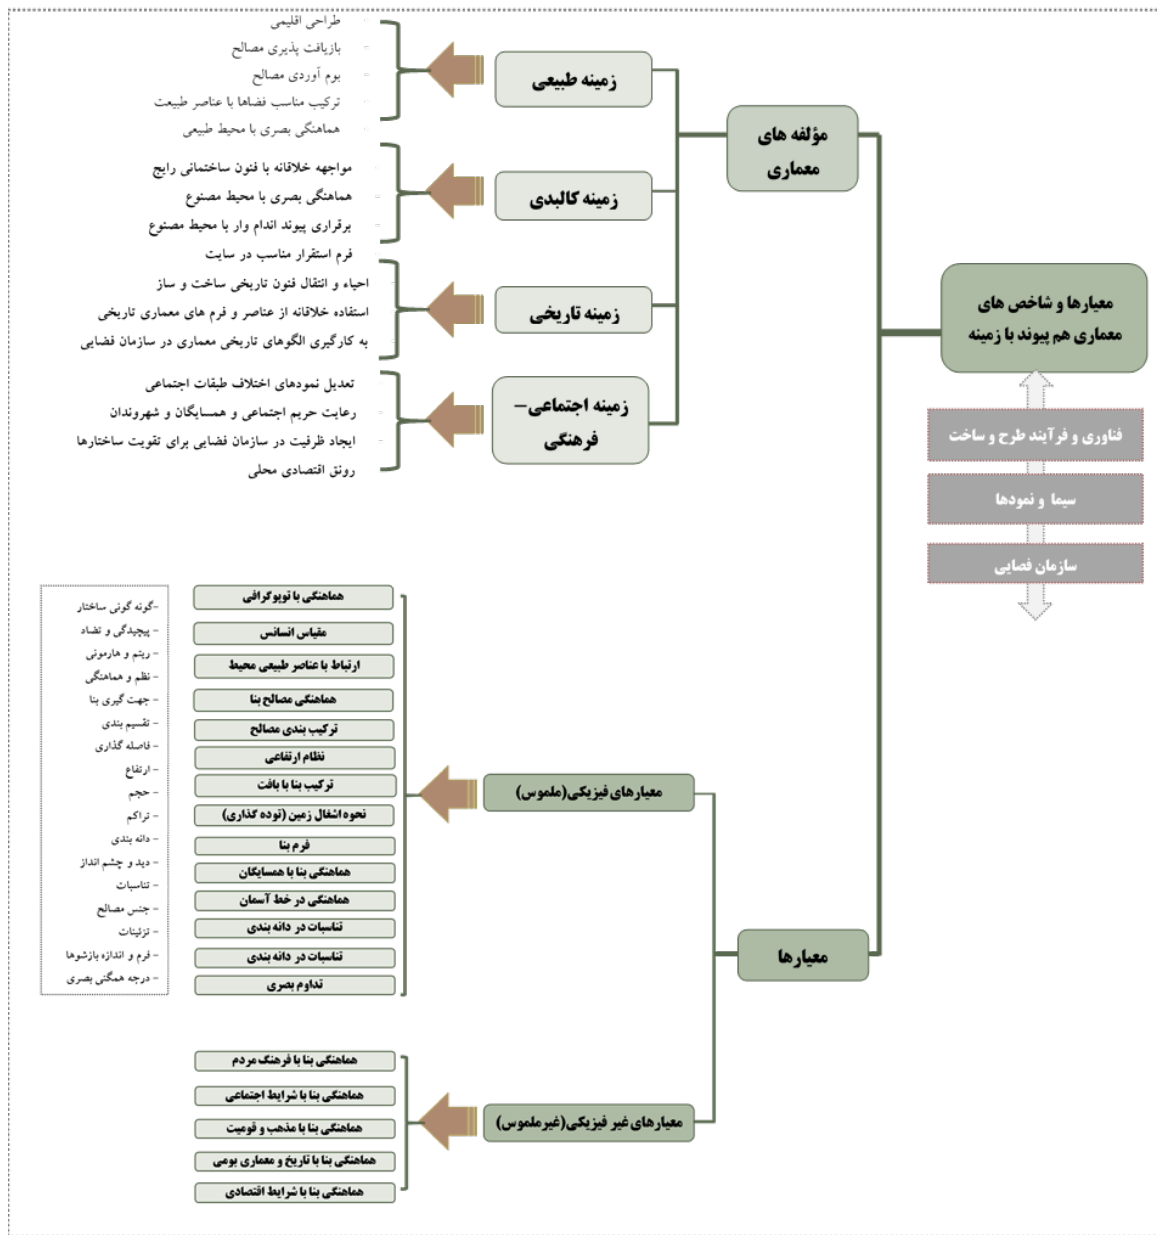 معیارها و شاخص های
معماری هم پیوند با زمینه
فناوری و فرآیند طرح و ساخت
سیما و نمودها
سازمان فضایی
مؤلفه های
معماری
زمینه طبیعی
طراحی اقلیمی
بازیافت پذیری مصالح
بوم آوردی مصالح
ترکیب مناسب فضاها با عناصر طبیعت
هماهنگی بصری با محیط طبیعی
زمینه کالبدی
مواجهه خلاقانه با فنون ساختمانی رایج
هماهنگی بصری با محیط مصنوع
برقراری پیوند اندام وار با محیط مصنوع
فرم استقرار مناسب در سایت
زمینه تاریخی
احیاء و انتقال فنون تاریخی ساخت و ساز
استفاده خلاقانه از عناصر و فرم های معماری تاریخی
به کارگیری الگوهای تاریخی معماری در سازمان فضایی
زمینه اجتماعی–
فرهنگی
تعدیل نمودهای اختلاف طبقات اجتماعی
رعایت حریم اجتماعی و همسایگان و شهروندان
ایجاد ظرفیت در سازمان فضایی برای تقویت ساختارها
رونق اقتصادی محلی
معیارها
معیارهای فیزیکی(ملموس)
هماهنگی با توپوگرافی
مقیاس انسانس
ارتباط با عناصر طبیعی محیط
هماهنگی مصالح بنا
ترکیب بندی مصالح
نظام ارتفاعی
ترکیب بنا با بافت
نحوه اشغال زمین (توده گذاری)
فرم بنا
هماهنگی بنا با همسایگان
هماهنگی در خط آسمان
تناسبات در دانه بندی
تناسبات در دانه بندی
تداوم بصری
-گونه گونی ساختار
- پیچیدگی و تضاد
- ریتم و هارمونی
- نظم و هماهنگی
- جهت گیری بنا
- تقسیم بندی
- فاصله گذاری
- ارتفاع
- حجم
- تراکم
- دانه بندی
- دید و چشم انداز
- تناسبات
- جنس مصالح
- تزئینات
- فرم و اندازه بازشوها
- درجه همگنی بصری
معیارهای غیر فیزیکی(غیرملموس)
هماهنگی بنا با فرهنگ مردم
هماهنگی بنا با شرایط اجتماعی
هماهنگی بنا با مذهب و قومیت
هماهنگی بنا با تاریخ و معماری بومی
هماهنگی بنا با شرایط اقتصادی